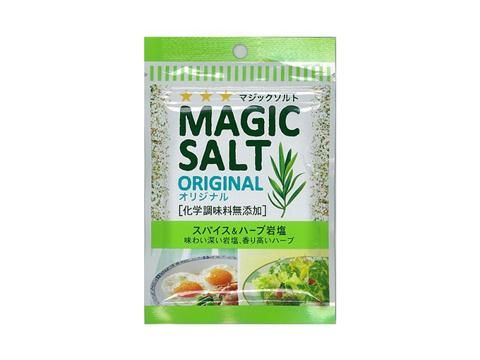 マジックソルト
MAGIC
SALT
ORIGINAL
オリジナル
[化学調味料無添加]
スパイス&ハーブ岩塩
味わい深い岩塩、香り高いハーブ